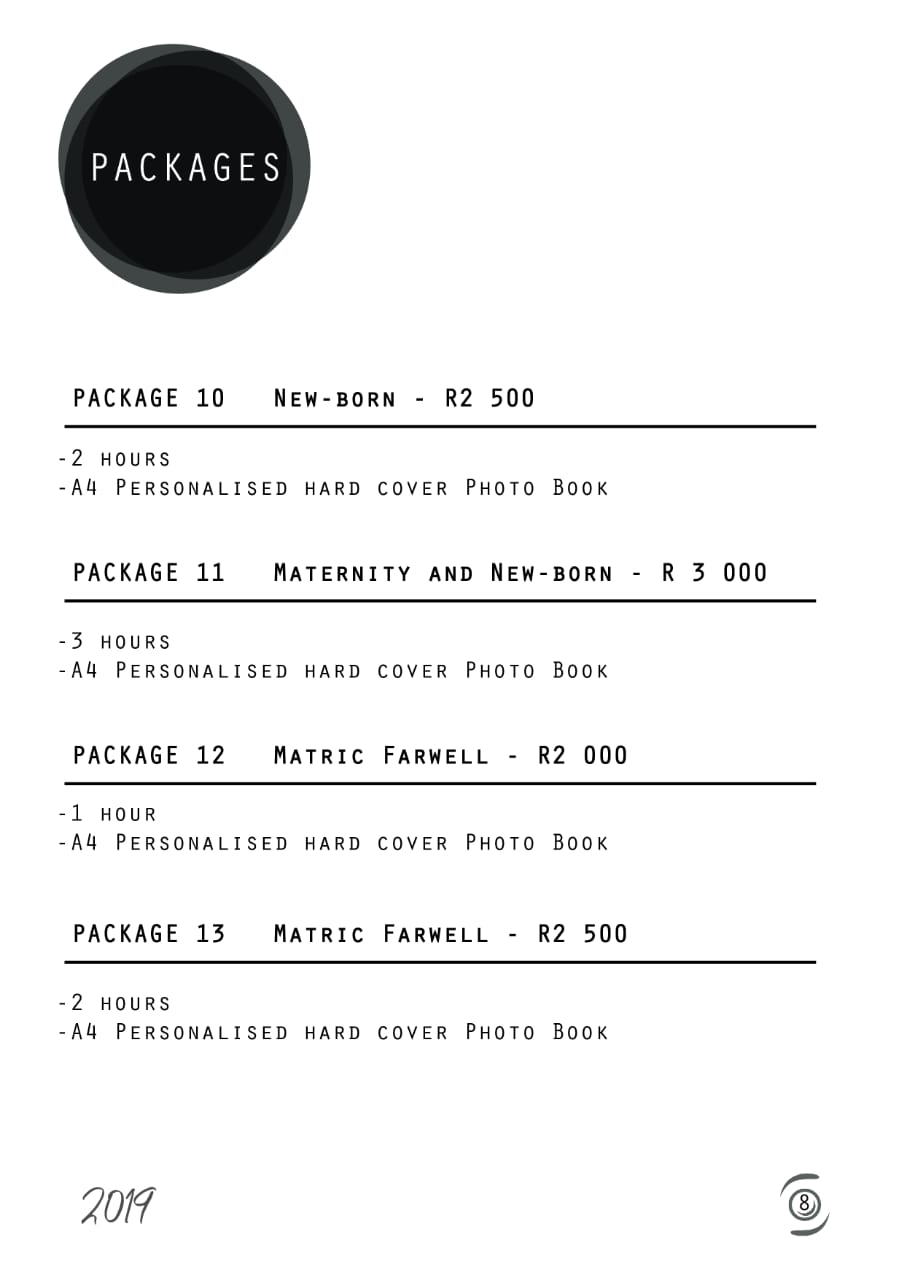 PACKAGES
PACKAGE 10 New-born - R2 500
-2 hours
-A4 Personalised hard cover Photo Book
PACKAGE 11 Maternity and New-born - R 3 000
-3 hours
-A4 Personalised hard cover Photo Book
PACKAGE 12 Matric Farwell - R2 000
-1 hour
-A4 Personalised hard cover Photo Book
PACKAGE 13 Matric Farwell - R2 500
-2 hours
-A4 Personalised hard cover Photo Book
2019
8